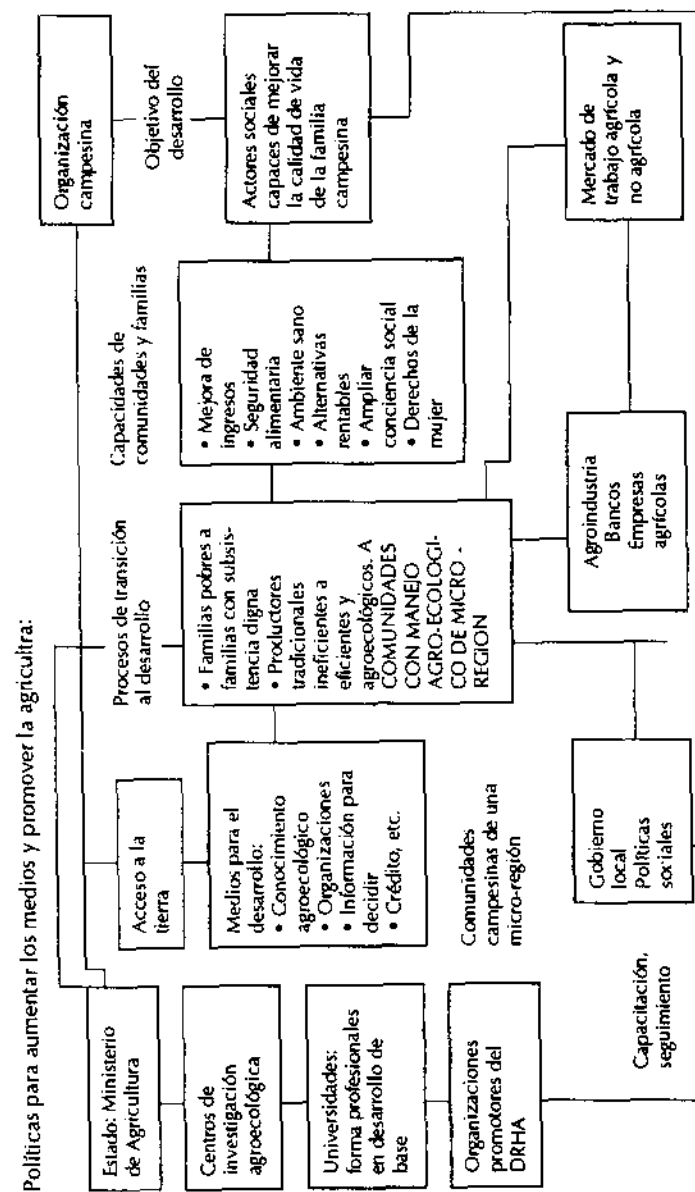 Políticas para aumentar los medios y promover la agricultra:
Estado: Ministerio
de Agricultura
Centros de
investigación
agroecológica
Universidades:
forma profesionales
en desarrollo de
base
Organizaciones
promotores del
DRHA
Acceso a la
tierra
Medios para el
desarrollo:
• Conocimiento
agroecológico
• Organizaciones
• Información para
decidir
• Crédito, etc.
Comunidades
campesinas de una
micro-región
Capacitación,
seguimiento
Procesos de transición
al desarrollo
• Familias pobres a
familias con subsis-
tencia digna
• Productores
tradicionales
ineficientes a
eficientes y
agroecológicos. A
COMUNIDADES
CON MANEJO
AGRO-ECOLOGI-
CO DE MICRO -
REGION
Gobierno
local
Políticas
sociales
Capacidades de
comunidades y familias
• Mejora de
ingresos
• Seguridad
alimentaria
• Ambiente sano
• Alternativas
rentables
• Ampliar
conciencia social
• Derechos de la
mujer
Agroindustria
Bancos
Empresas
agrícolas
Organización
campesina
Objetivo del
desarrollo
Actores sociales
capaces de mejorar
la calidad de vida
de la familia
campesina
Mercado de
trabajo agrícola y
no agrícola